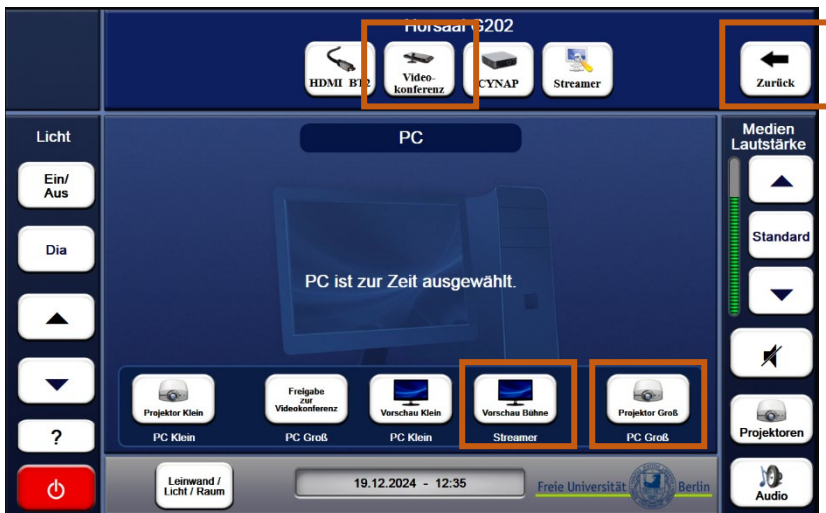 Hörsaal G202
HDMI BT2
Video-
konferenz
CYNAP
Streamer
Zurück
Licht
Ein/
Aus
Dia
?
PC
PC ist zur Zeit ausgewählt.
Projektor Klein
PC Klein
Freigabe
zur
Videokonferenz
PC Groß
Vorschau Klein
PC Klein
Vorschau Bühne
Streamer
Projektor Groß
PC Groß
Medien
Lautstärke
Standard
Projektoren
Audio
Leinwand /
Licht / Raum
19.12.2024 - 12:35
Freie Universität Berlin